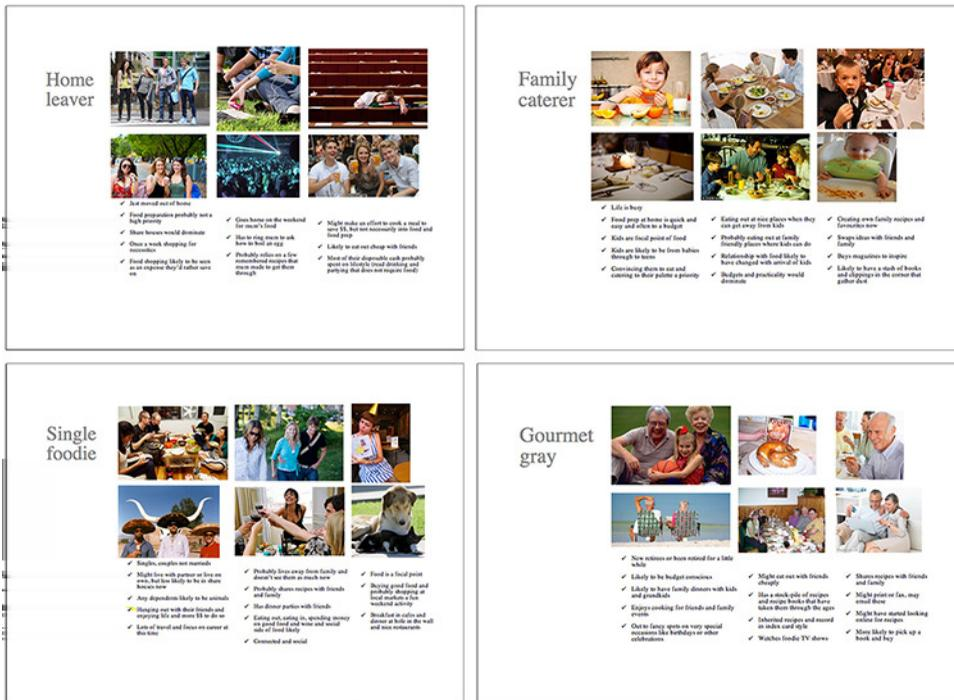 Home
leaver
Just moved out of home
Food preparation probably not a
high priority
Share houses would dominate
Once a week shopping for
necessities
Food shopping likely to be seen
as an expense they'd rather save
on
Goes home on the weekend
for mum's food
Has to ring mum to ask
how to boil an egg
Probably relies on a few
remembered recipes that
mum made to get them
through
Might make an effort to cook a meal to
save $$, but not necessarily into food and
food prep
Likely to eat out cheap with friends
Most of their disposable cash probably
spent on lifestyle (read drinking and
partying that does not require food)
Family
caterer
Life is busy
Food prep at home is quick and
easy and often to a budget
Kids are focal point of food
Kids are likely to be from babies
through to teens
Convincing them to eat and
catering to their palette a priority
Eating out at nice places when they
can get away from kids
Probably eating out at family
friendly places where kids can do
Relationship with food likely to
have changed with arrival of kids
Budgets and practicality would
dominate
Creating own family recipes and
favourites now
Swaps ideas with friends and
family
Buys magazines to inspire
Likely to have a stash of books
and clippings in the corner that
gather dust
Single
foodie
Singles, couples not marrieds
Might live with partner or live on
own, but less likely to be in share
houses now
Any dependents likely to be animals
Hanging out with their friends and
enjoying life and more $$ to do so
Lots of travel and focus on career at
this time
Probably lives away from family and
doesn't see them as much now
Probably shares recipes with friends
and family
Has dinner parties with friends
Eating out, eating in, spending money
on good food and wine and social
side of food likely
Connected and social
Food is a focal point
Buying good food and
probably shopping at
local markets a fun
weekend activity
Breakfast in cafes and
dinner at hole in the wall
and nice restaurants
Gourmet
gray
New retirees or been retired for a little
while
Likely to be budget conscious
Likely to have family dinners with kids
and grandkids
Enjoys cooking for friends and family
events
Out to fancy spots on very special
occasions like birthdays or other
celebrations
Might eat out with friends
cheaply
Has a stock-pile of recipes
and recipe books that have
taken them through the ages
Inherited recipes and record
in index card style
Watches foodie TV shows
Shares recipes with friends
and family
Might print or fax, may
email these
Might have started looking
online for recipes
More likely to pick up a
book and buy